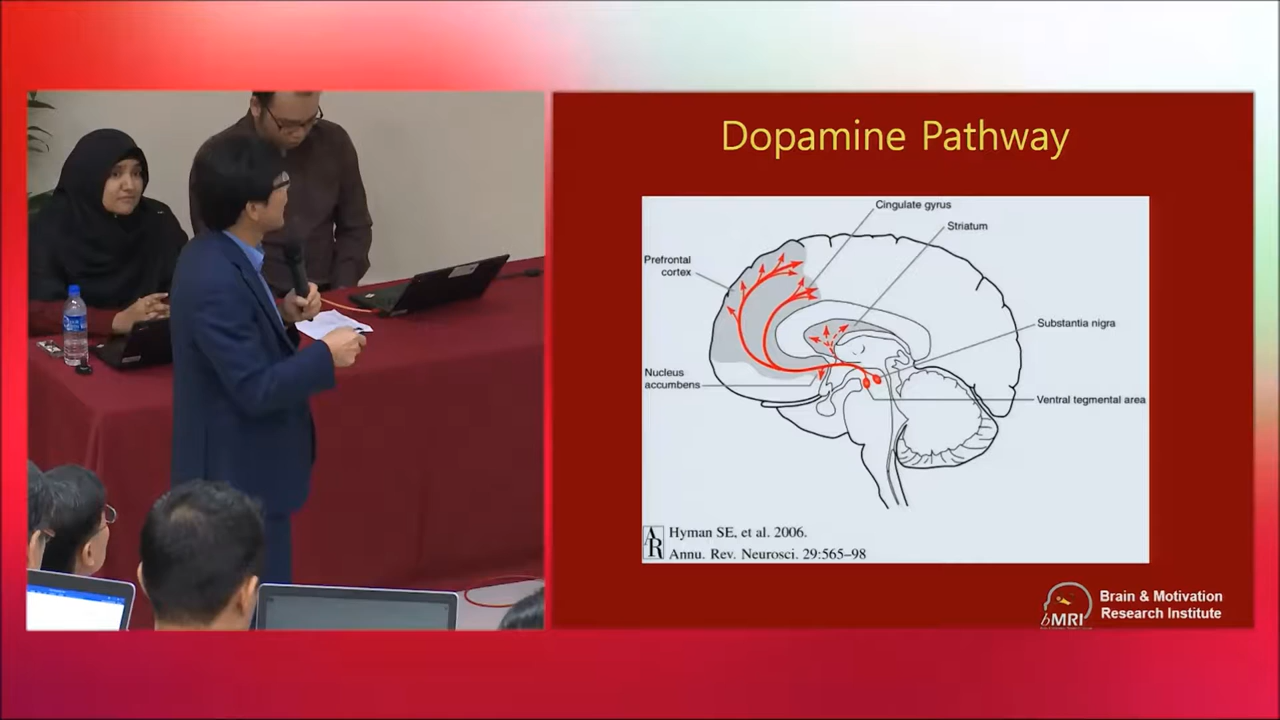 Dopamine Pathway
Cingulate gyrus
Striatum
Prefrontal
cortex
Substantia nigra
Nucleus
accumbens
Ventral tegmental area
AR
Hyman SE, et al. 2006.
Annu. Rev. Neurosci. 29:565–98
bMRI
Brain & Motivation
Research Institute